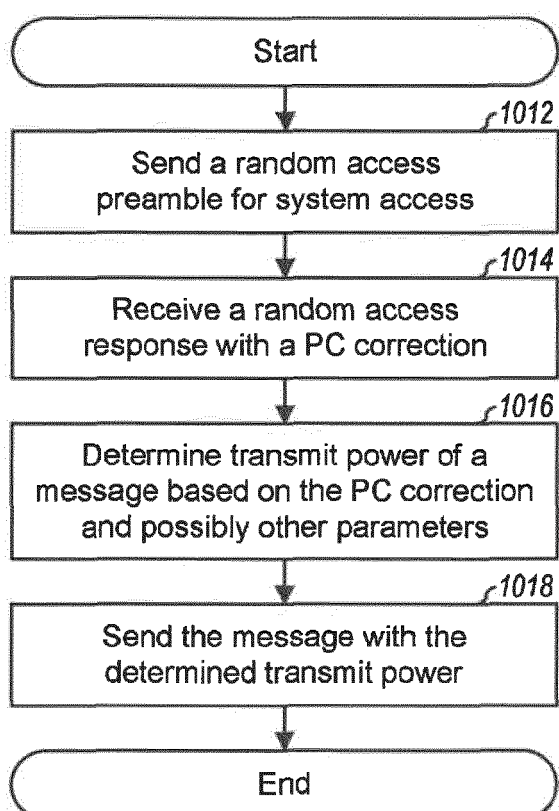 Start
1012
Send a random access
preamble for system access
1014
Receive a random access
response with a PC correction
1016
Determine transmit power of a
message based on the PC correction
and possibly other parameters
1018
Send the message with the
determined transmit power
End